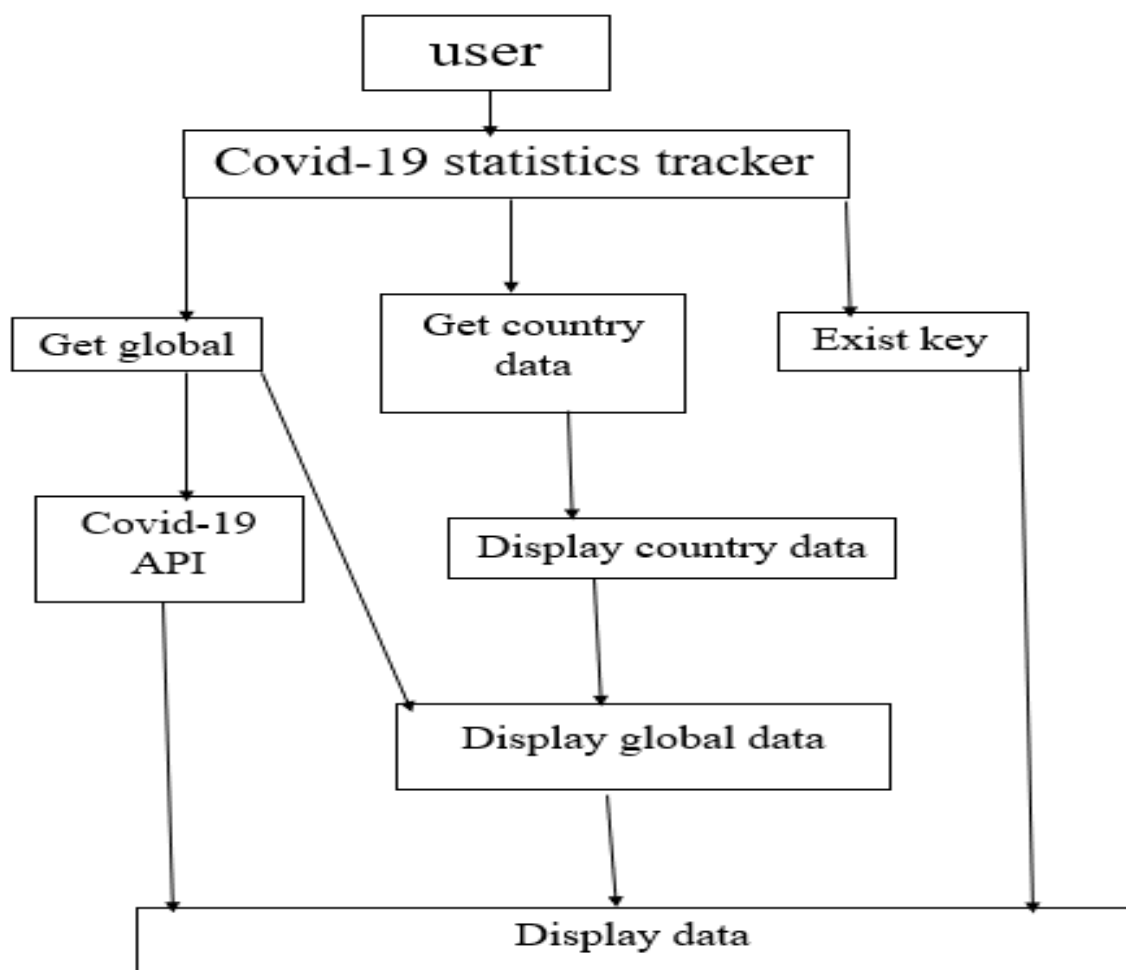 user
Covid-19 statistics tracker
Get global
Get country
data
Exist key
Covid-19
API
Display country data
Display global data
Display data